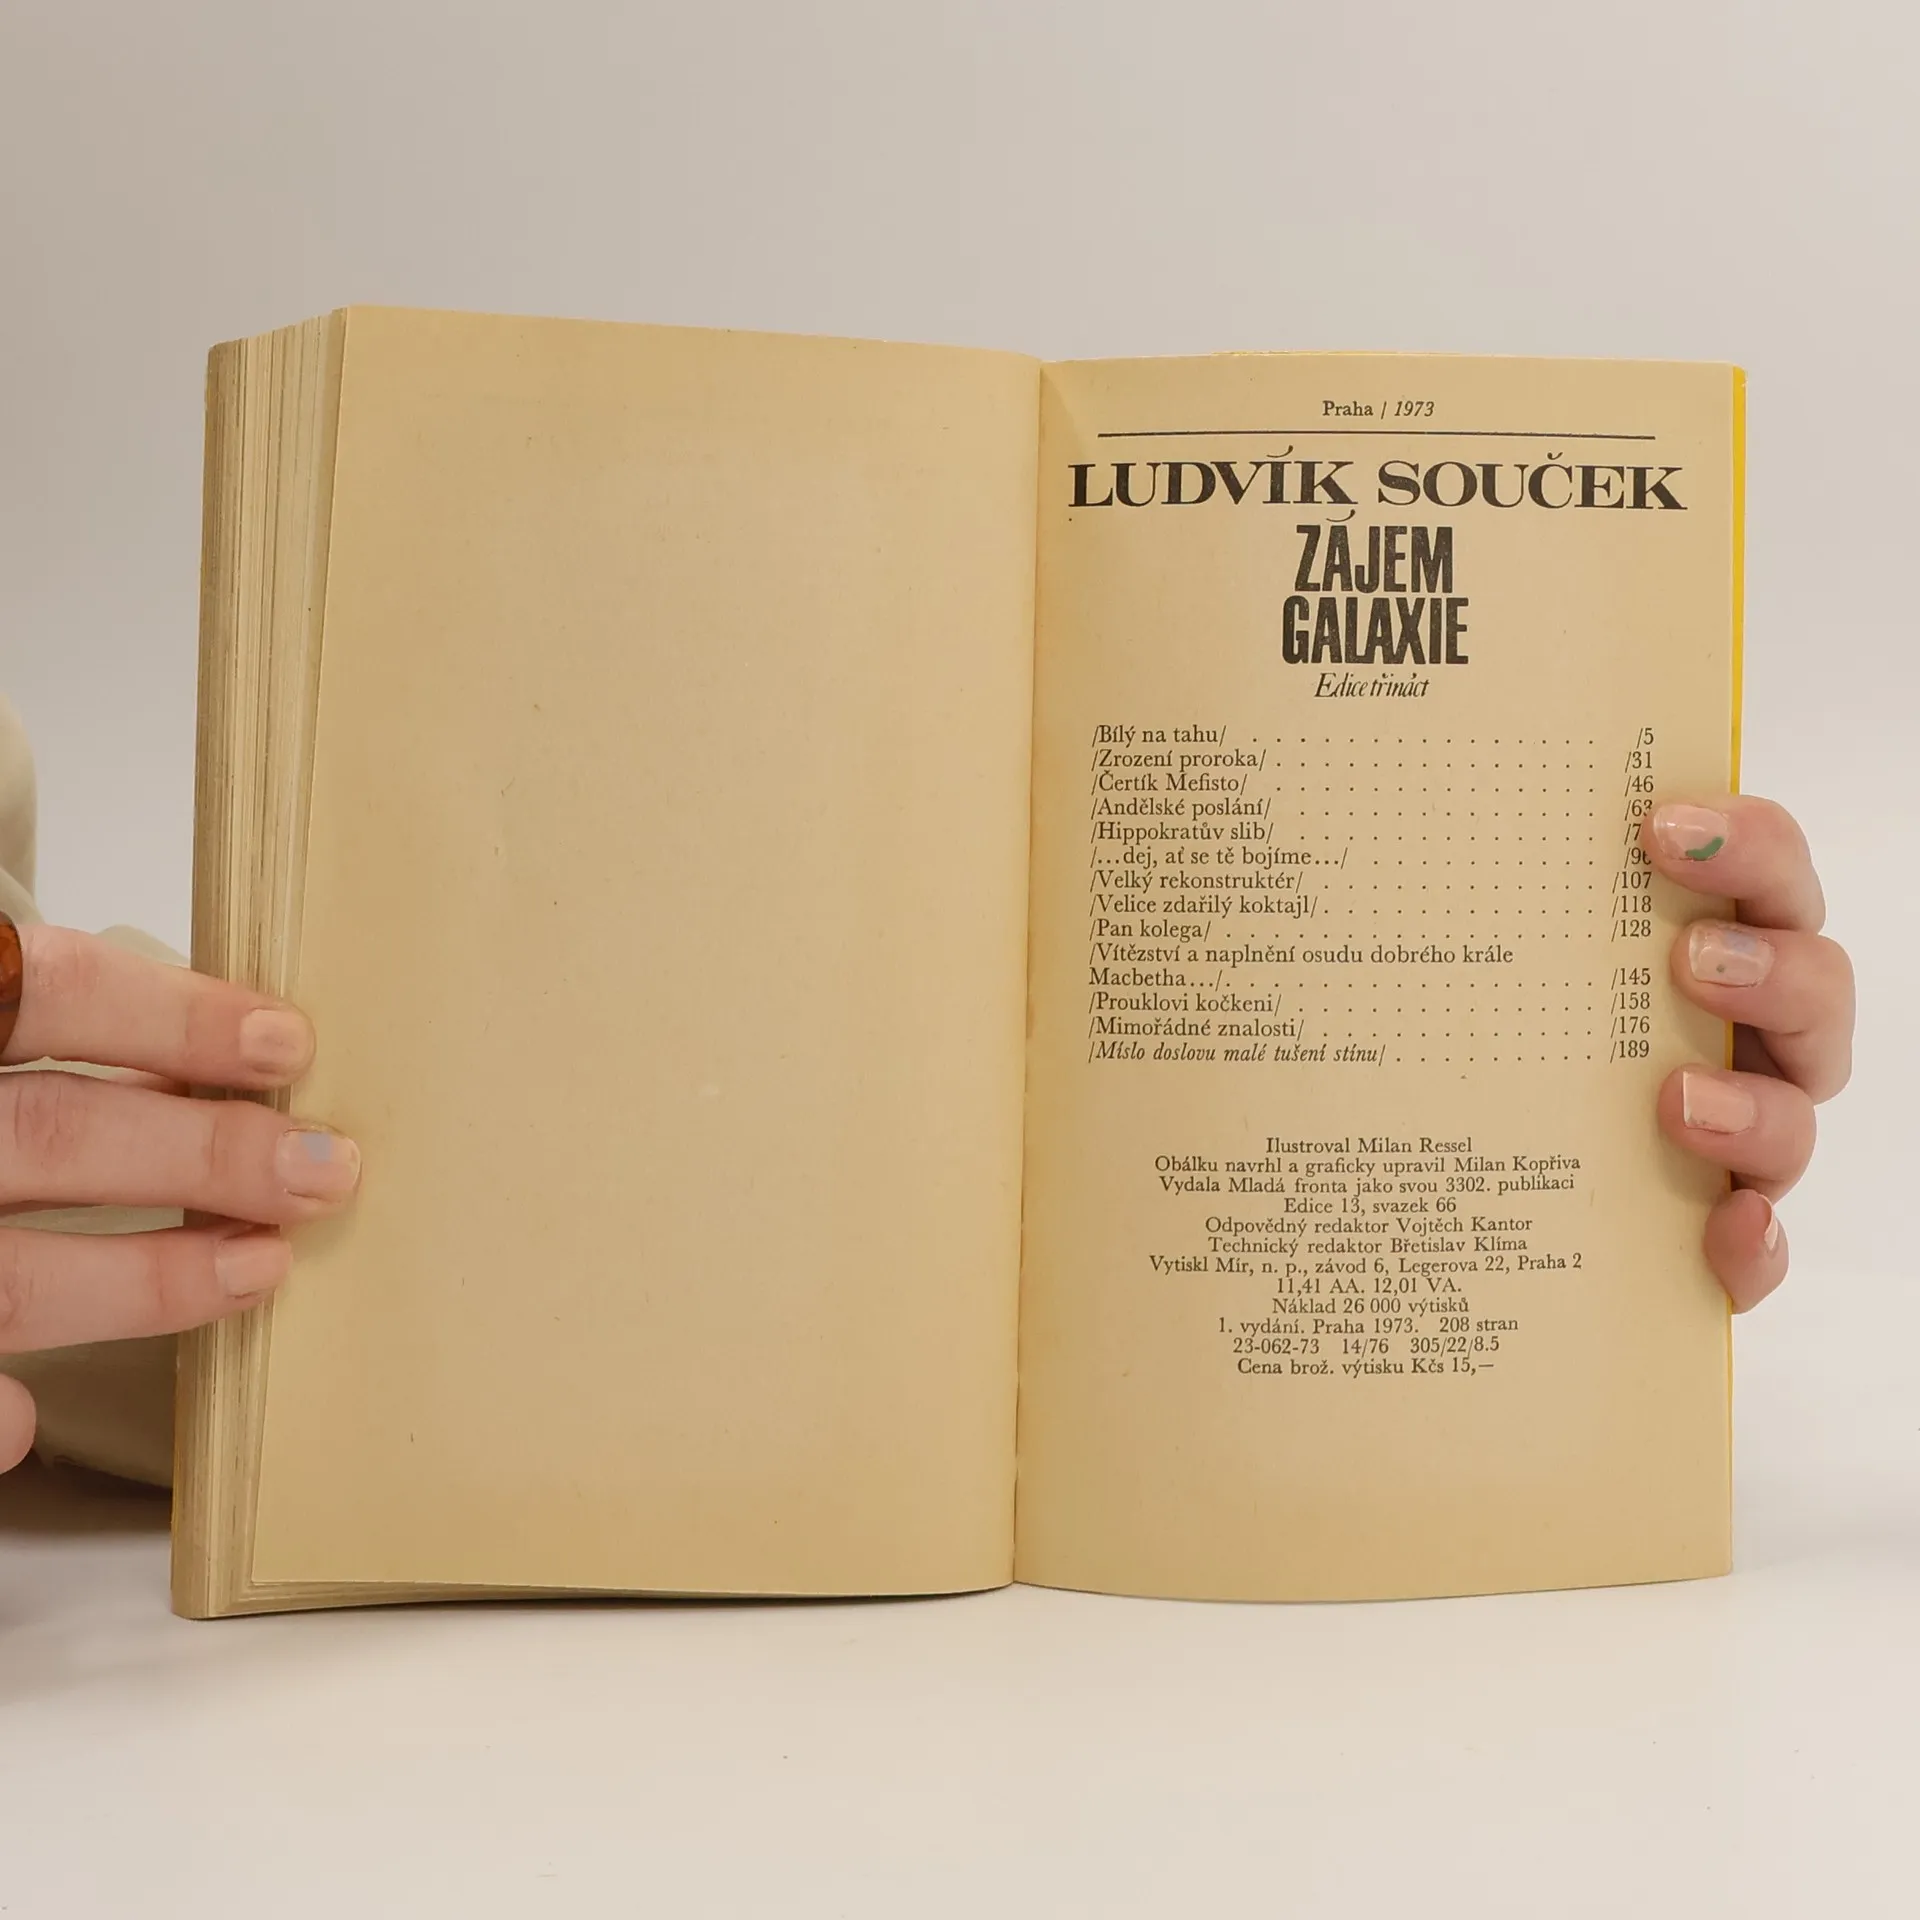 Praha / 1973
LUDVÍK SOUČEK
ZÁJEM
GALAXIE
Edice třináct
/Bílý na tahu/ . . . . . . . . . . . . . . . /5
/Zrození proroka/ . . . . . . . . . . . . . . /31
/Čertík Mefisto/ . . . . . . . . . . . . . . /46
/Andělské poslání/ . . . . . . . . . . . . . /63
/Hippokratův slib/ . . . . . . . . . . . . .
/...dej, ať se tě bojíme.../ . . . . . . . . . . /96
/Velký rekonstruktér/ . . . . . . . . . . . . /107
/Velice zdařilý koktajl/ . . . . . . . . . . . . /118
/Pan kolega/ . . . . . . . . . . . . . . . . /128
/Vítězství a naplnění osudu dobrého krále
Macbetha.../ . . . . . . . . . . . . . . . . /145
/Prouklovi kočkeni/ . . . . . . . . . . . . . /158
/Mimořádné znalosti/ . . . . . . . . . . . . /176
/Míslo doslovu malé tušení stínu/ . . . . . . . . . /189
Ilustroval Milan Ressel
Obálku navrhl a graficky upravil Milan Kopřiva
Vydala Mladá fronta jako svou 3302. publikaci
Edice 13, svazek 66
Odpovědný redaktor Vojtěch Kantor
Technický redaktor Břetislav Klíma
Vytiskl Mír, n. p., závod 6, Legerova 22, Praha 2
11,41 AA. 12,01 VA.
Náklad 26 000 výtisků
1. vydání. Praha 1973. 208 stran
23-062-73 14/76 305/22/8.5
Cena brož. výtisku Kčs 15,—